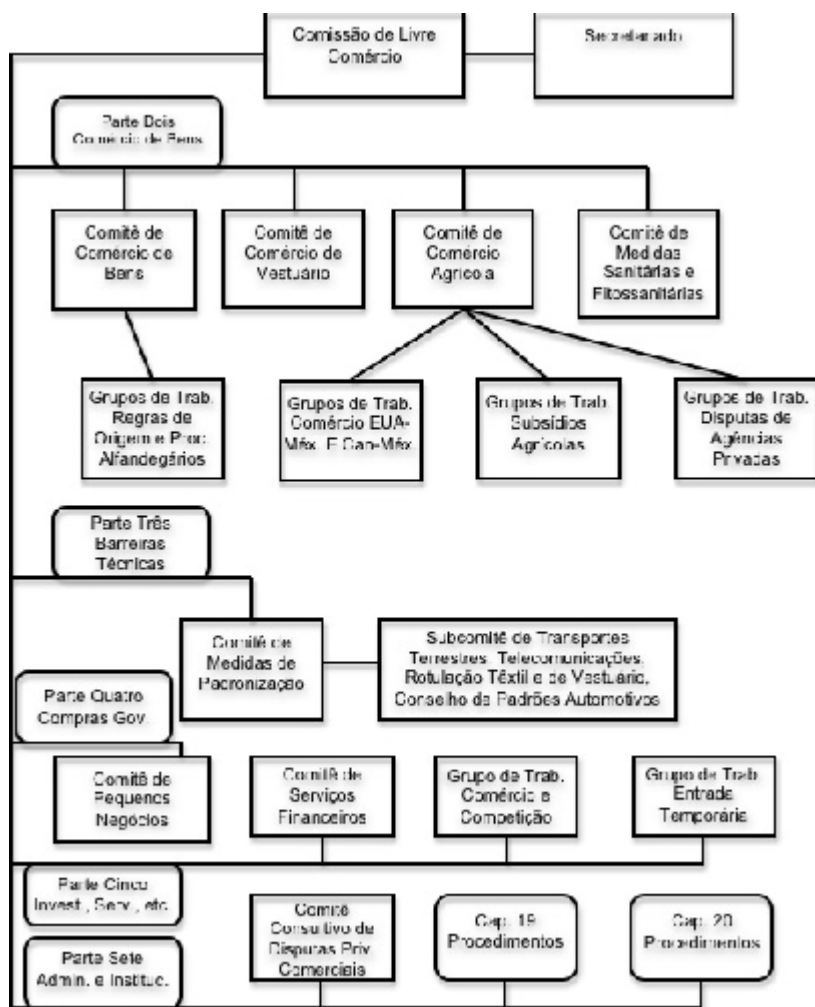 Comissão de Livre
Comércio
Secretariado
Parte Dois
Comércio de Bens
Comitê de
Comércio de
Bens
Comitê de
Comércio de
Vestuário
Comitê de
Comércio
Agrícola
Comitê de
Medidas
Sanitárias e
Fitossanitárias
Grupos de Trab.
Regras de
Origem e Proc.
Alfandegários
Grupos de Trab.
Comércio EUA-
Méx. E Can-Méx.
Grupos de Trab.
Subsídios
Agrícolas
Grupos de Trab.
Disputas de
Agências
Privadas
Parte Três
Barreiras
Técnicas
Comitê de
Medidas de
Padronização
Subcomitê de Transportes
Terrestres, Telecomunicações,
Rotulação Têxtil e de Vestuário,
Conselho de Padrões Automotivos
Parte Quatro
Compras Gov.
Comitê de
Pequenos
Negócios
Comitê de
Serviços
Financeiros
Grupo de Trab.
Comércio e
Competição
Grupo de Trab.
Entrada
Temporária
Parte Cinco
Invest., Serv., etc.
Comitê
Consultivo de
Disputas Priv.
Comerciais
Cap. 19
Procedimentos
Cap. 20
Procedimentos
Parte Sete
Admin. e Instituc.